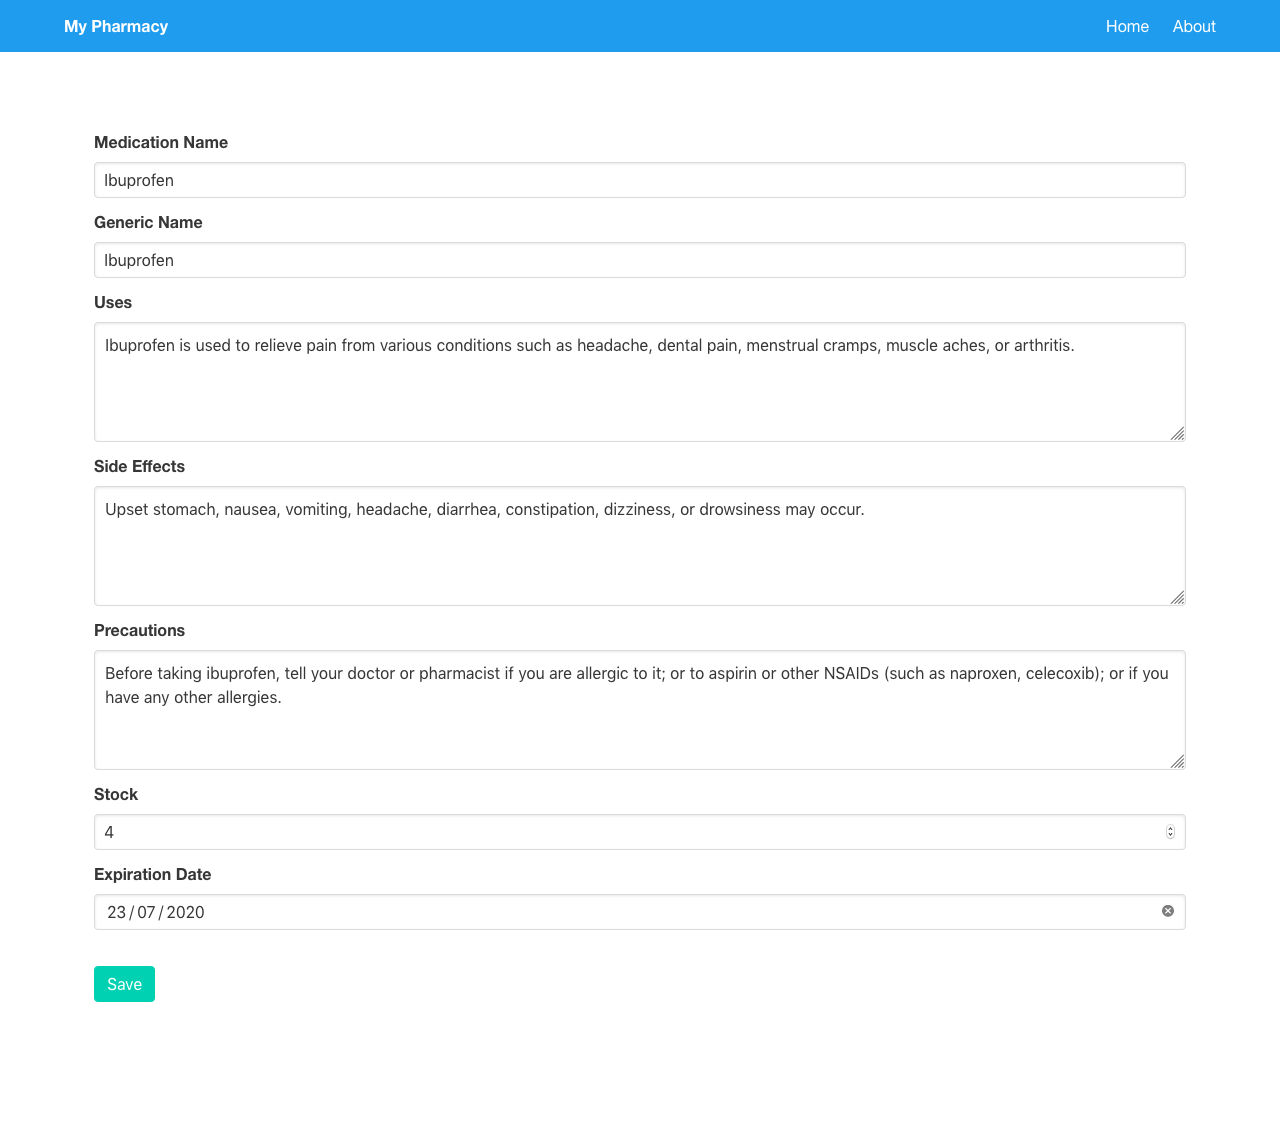 My Pharmacy Home About
Medication Name
Ibuprofen
Generic Name
Ibuprofen
Uses
Ibuprofen is used to relieve pain from various conditions such as headache, dental pain, menstrual cramps, muscle aches, or arthritis.
Side Effects
Upset stomach, nausea, vomiting, headache, diarrhea, constipation, dizziness, or drowsiness may occur.
Precautions
Before taking ibuprofen, tell your doctor or pharmacist if you are allergic to it; or to aspirin or other NSAIDs (such as naproxen, celecoxib); or if you
have any other allergies.
Stock
4
Expiration Date
23/07/2020
Save